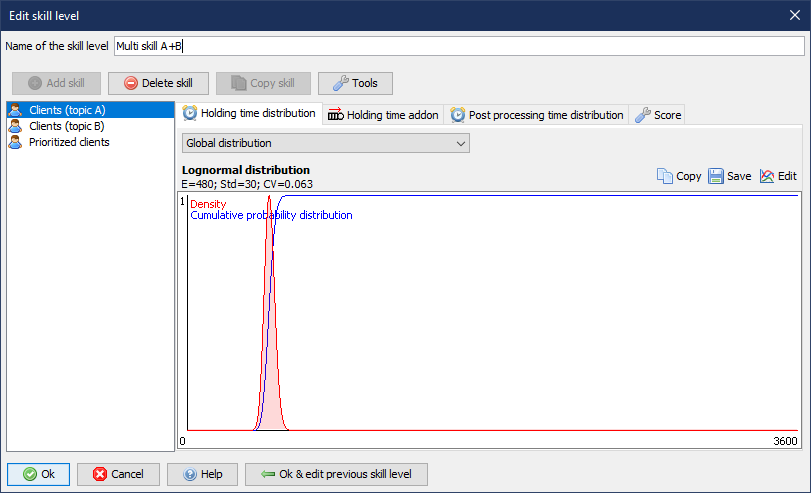 Edit skill level
Name of the skill level Multi skill A+B
Add skill Delete skill Copy skill Tools
Clients (topic A)
Clients (topic B)
Prioritized clients
Holding time distribution Holding time addon Post processing time distribution Score
Global distribution
Lognormal distribution
E=480; Std=30; CV=0.063
Copy Save Edit
1
Density
Cumulative probability distribution
0 3600
Ok Cancel Help Ok & edit previous skill level